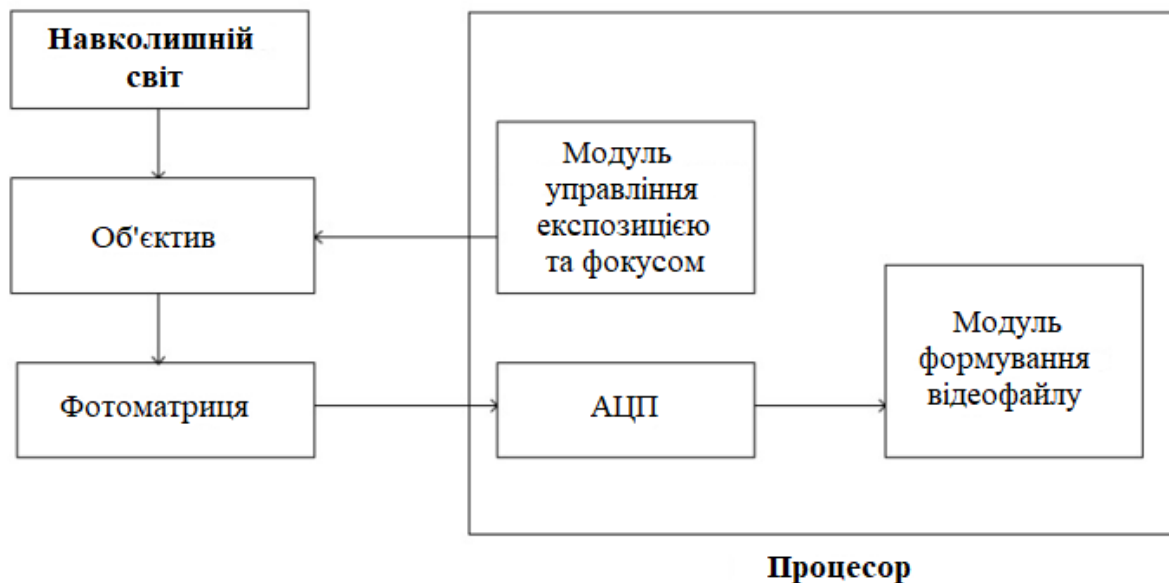 Навколишній
світ
Модуль
управління
експозицією
та фокусом
Об'єктив
Модуль
формування
відеофайлу
Фотоматриця
АЦП
Процесор